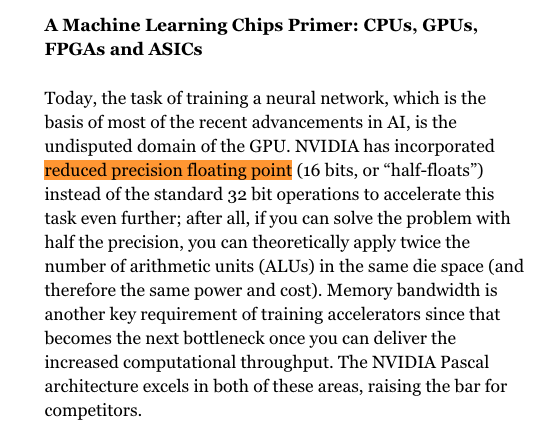 A Machine Learning Chips Primer: CPUs, GPUs,
FPGAs and ASICs
Today, the task of training a neural network, which is the
basis of most of the recent advancements in AI, is the
undisputed domain of the GPU. NVIDIA has incorporated
reduced precision floating point (16 bits, or “half-floats”)
instead of the standard 32 bit operations to accelerate this
task even further; after all, if you can solve the problem with
half the precision, you can theoretically apply twice the
number of arithmetic units (ALUs) in the same die space (and
therefore the same power and cost). Memory bandwidth is
another key requirement of training accelerators since that
becomes the next bottleneck once you can deliver the
increased computational throughput. The NVIDIA Pascal
architecture excels in both of these areas, raising the bar for
competitors.